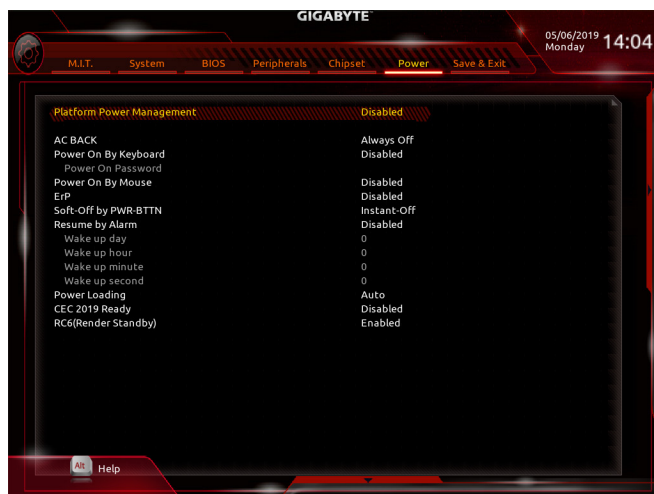 GIGABYTE
05/06/2019
Monday
14:04
M.I.T. System BIOS Peripherals Chipset Power Save & Exit
Platform Power Management Disabled
AC BACK Always Off
Power On By Keyboard Disabled
Power On Password
Power On By Mouse Disabled
ErP Disabled
Soft-Off by PWR-BTTN Instant-Off
Resume by Alarm Disabled
Wake up day 0
Wake up hour 0
Wake up minute 0
Wake up second 0
Power Loading Auto
CEC 2019 Ready Disabled
RC6(Render Standby) Enabled
Alt Help